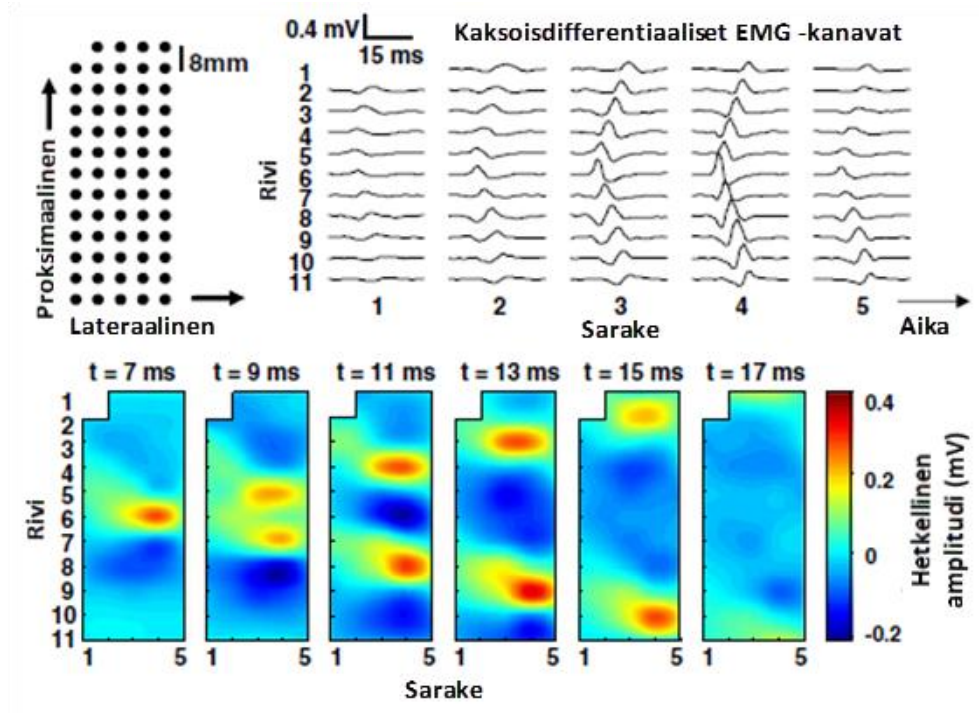 8mm
Proksimaalinen
Lateraalinen
0.4 mV
15 ms
Kaksoisdifferentiaaliset EMG -kanavat
Rivi
1
2
3
4
5
6
7
8
9
10
11
1 2 3 4 5
Sarake
Aika
t = 7 ms t = 9 ms t = 11 ms t = 13 ms t = 15 ms t = 17 ms
Rivi
1
2
3
4
5
6
7
8
9
10
11
1 5 1 5 1 5 1 5 1 5 1 5
Sarake
0.4
0.2
0
-0.2
Hetkellinen
amplitudi (mV)